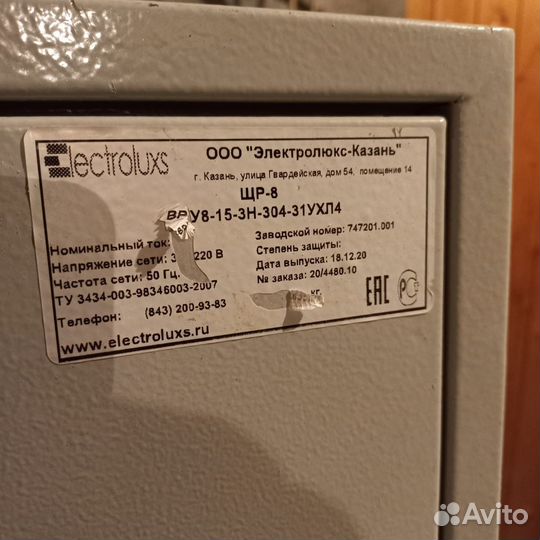 Electroluxs
ООО "Электролюкс-Казань"
г. Казань, улица Гвардейская, дом 54, помещение 14
ЩР-8
ВРУ8-15-3Н-304-31УХЛ4
Номинальный ток
Заводской номер: 747201.001
Напряжение сети: 220 В
Степень защиты:
Частота сети: 50 Гц
Дата выпуска: 18.12.20
ТУ 3434-003-98346003-2007
№ заказа: 20/4480.10
кг.
Телефон: (843) 200-93-83
www.electroluxs.ru
EAC
Avito